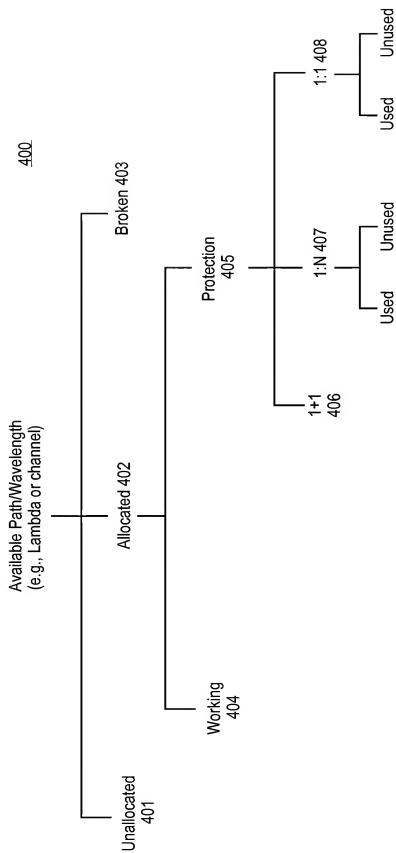 400
Available Path/Wavelength
(e.g., Lambda or channel)
Unallocated
401
Allocated 402
Broken 403
Working
404
Protection
405
1+1
406
1:N 407
1:1 408
Used
Unused
Used
Unused